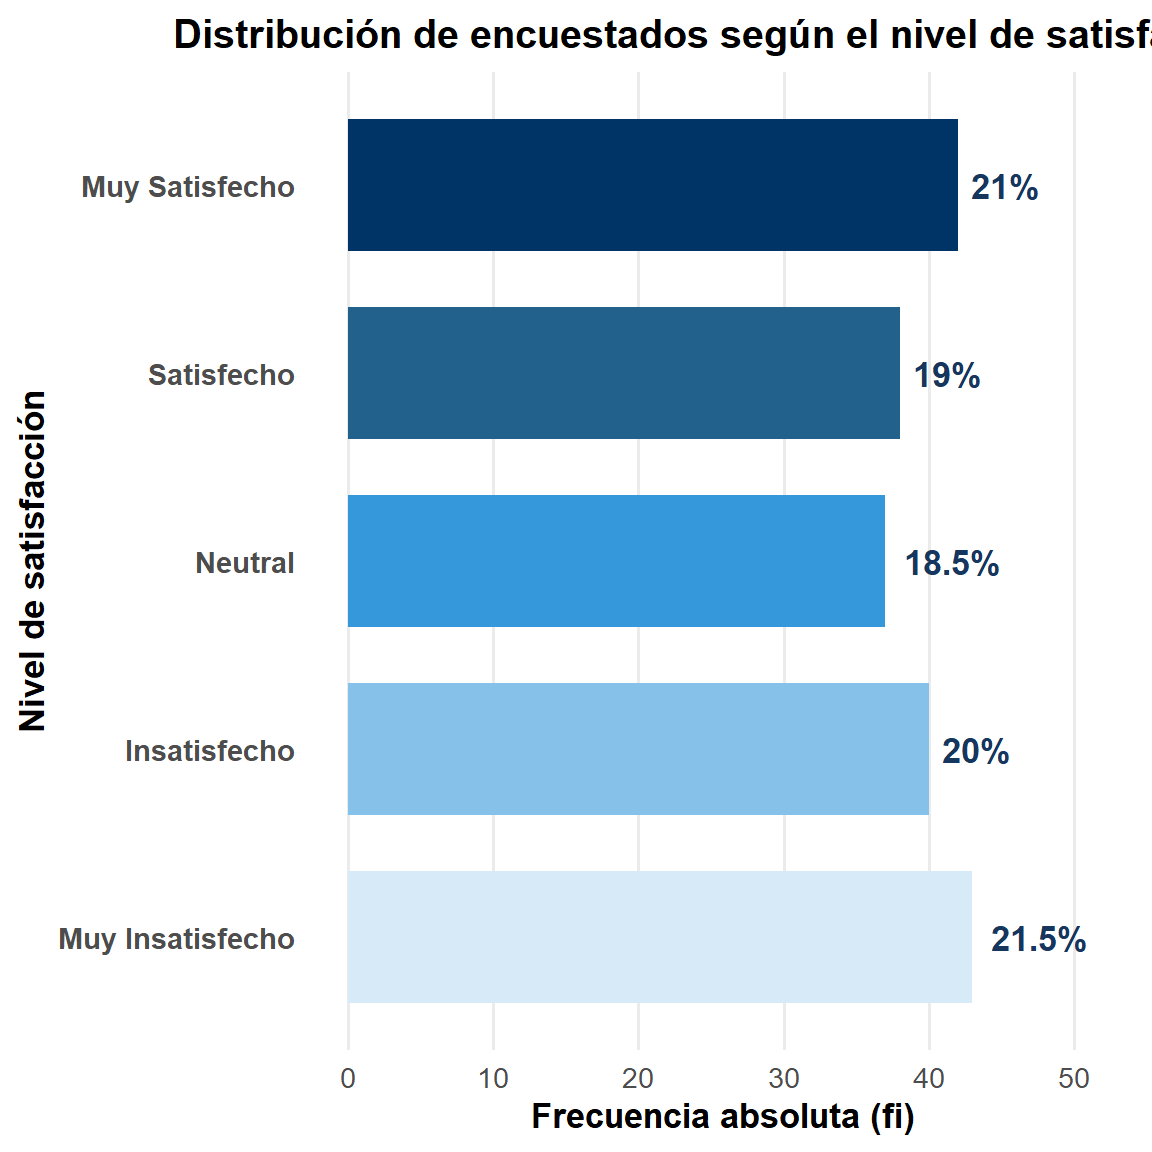 Distribución de encuestados según el nivel de
Muy Satisfecho
21%
Satisfecho
19%
Neutral
18.5%
Insatisfecho
20%
Muy Insatisfecho
21.5%
Nivel de satisfacción
0 10 20 30 40 50
Frecuencia absoluta (fi)